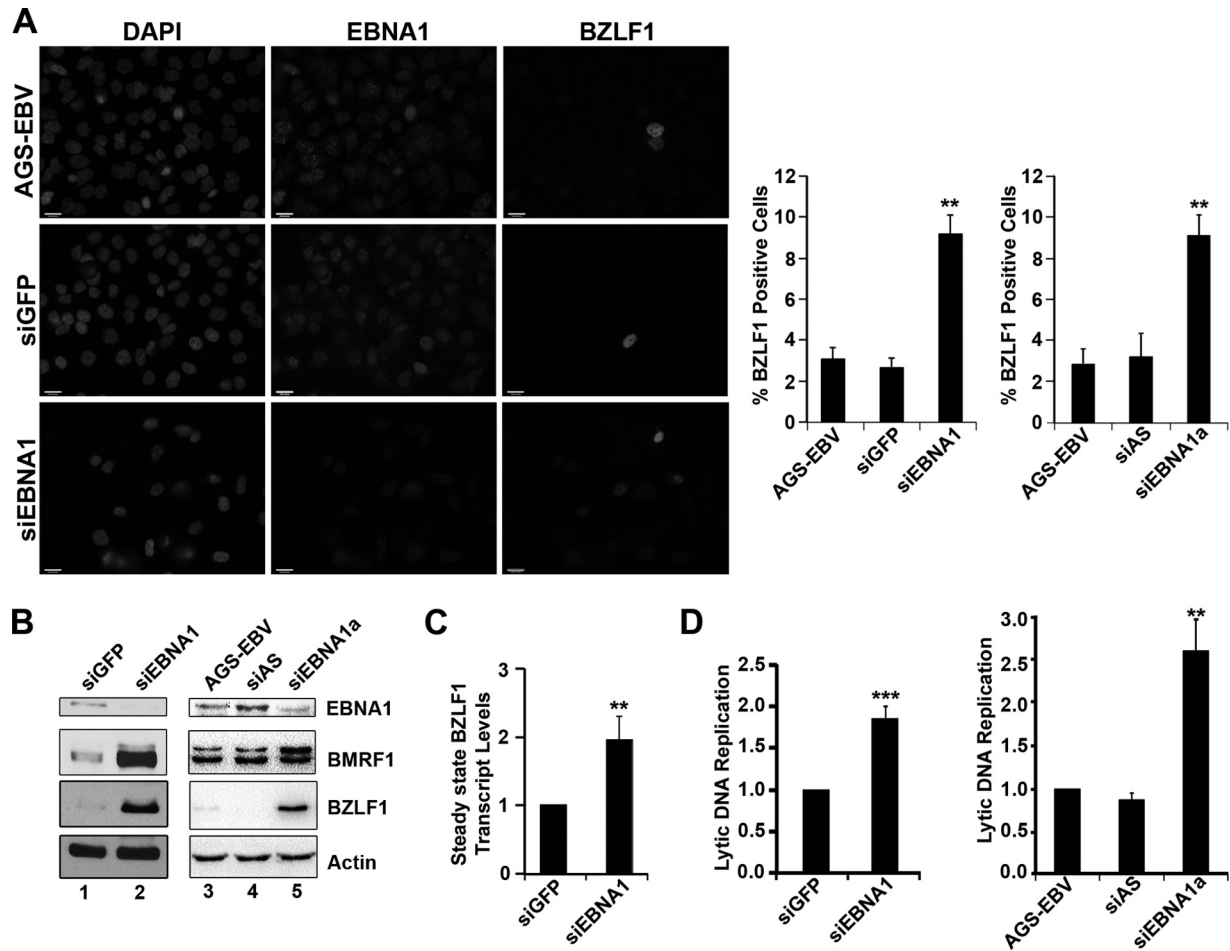 A
DAPI
EBNA1
BZLF1
AGS-EBV
siGFP
siEBNA1
% BZLF1 Positive Cells
12
10
8
6
4
2
0
**
AGS-EBV
siGFP
siEBNA1
% BZLF1 Positive Cells
12
10
8
6
4
2
0
**
AGS-EBV
siAS
siEBNA1a
B
siGFP
siEBNA1
AGS-EBV
siAS
siEBNA1a
EBNA1
BMRF1
BZLF1
Actin
1 2 3 4 5
C
Steady state BZLF1
Transcript Levels
3
2
1
0
**
siGFP
siEBNA1
D
Lytic DNA Replication
2.5
2.0
1.5
1.0
0.5
0.0
***
siGFP
siEBNA1
Lytic DNA Replication
3.0
2.5
2.0
1.5
1.0
0.5
0.0
**
AGS-EBV
siAS
siEBNA1a